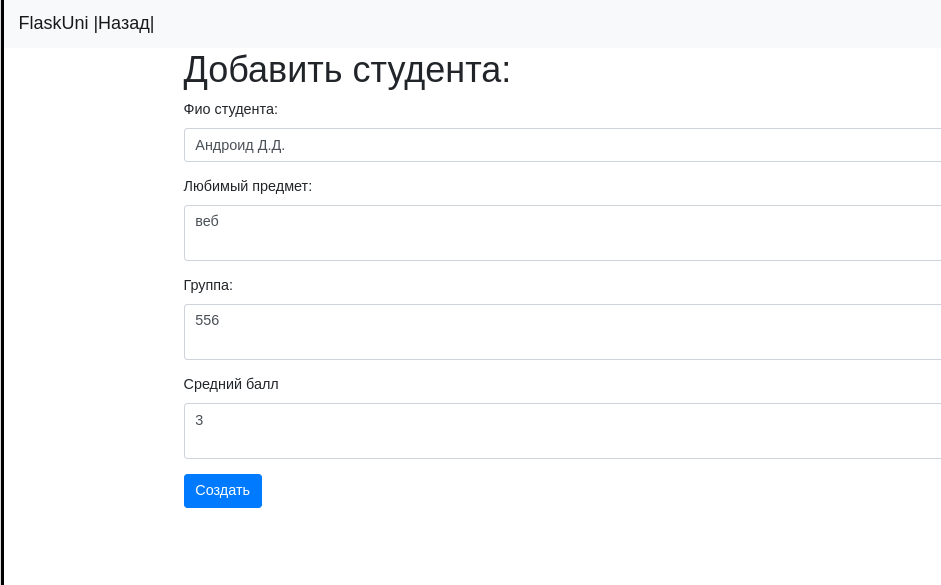 FlaskUni |Назад|
Добавить студента:
Фио студента:
Андроид Д.Д.
Любимый предмет:
веб
Группа:
556
Средний балл
3
Создать